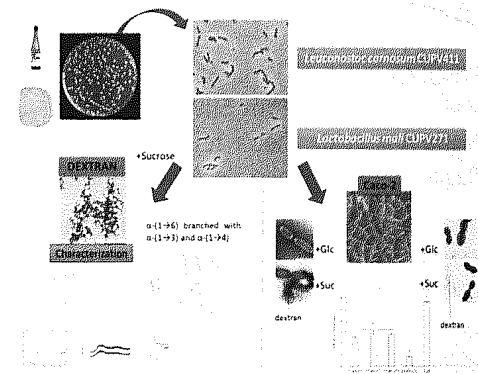 Leuconostoc carnosum CUPV411
Lactobacillus mali CUPV271
DEXTRAN
+Sucrose
Caco-2
α-(1→6) branched with
α-(1→3) and α-(1→4)
Characterization
+Glc
+Suc
dextran
+Glc
+Suc
dextran